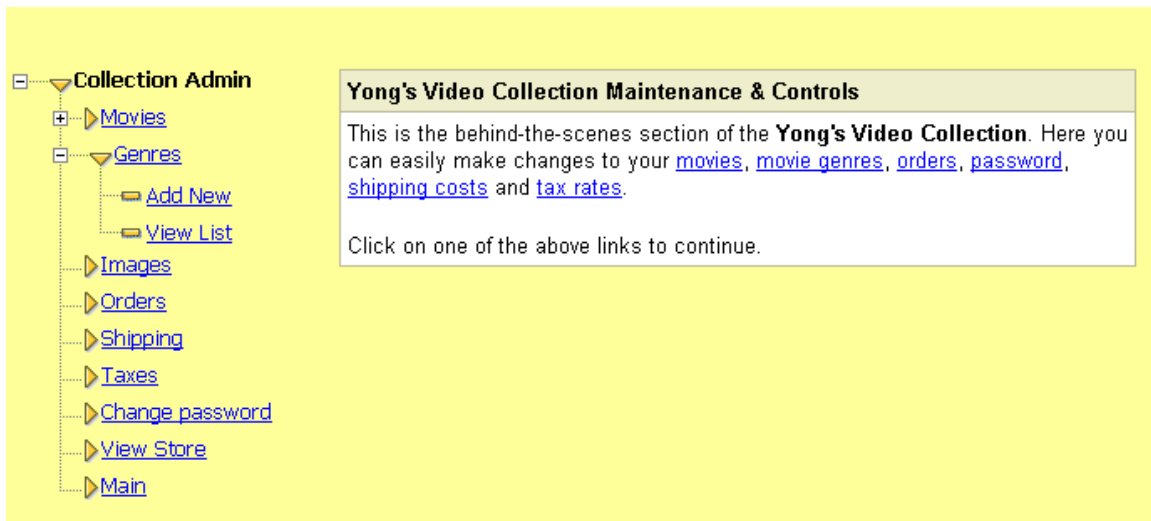 Collection Admin
Movies
Genres
Add New
View List
Images
Orders
Shipping
Taxes
Change password
View Store
Main
Yong's Video Collection Maintenance & Controls
This is the behind-the-scenes section of the Yong's Video Collection. Here you
can easily make changes to your movies, movie genres, orders, password,
shipping costs and tax rates.
Click on one of the above links to continue.